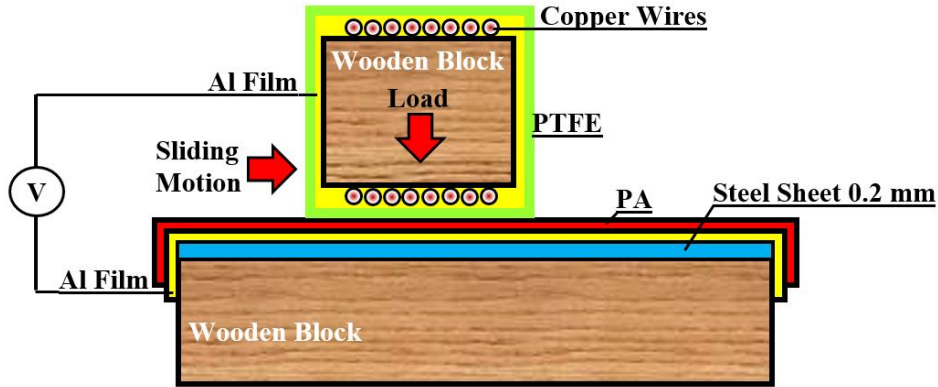 Copper Wires
Wooden Block
Al Film
Load
PTFE
Sliding
Motion
V
PA
Steel Sheet 0.2 mm
Al Film
Wooden Block